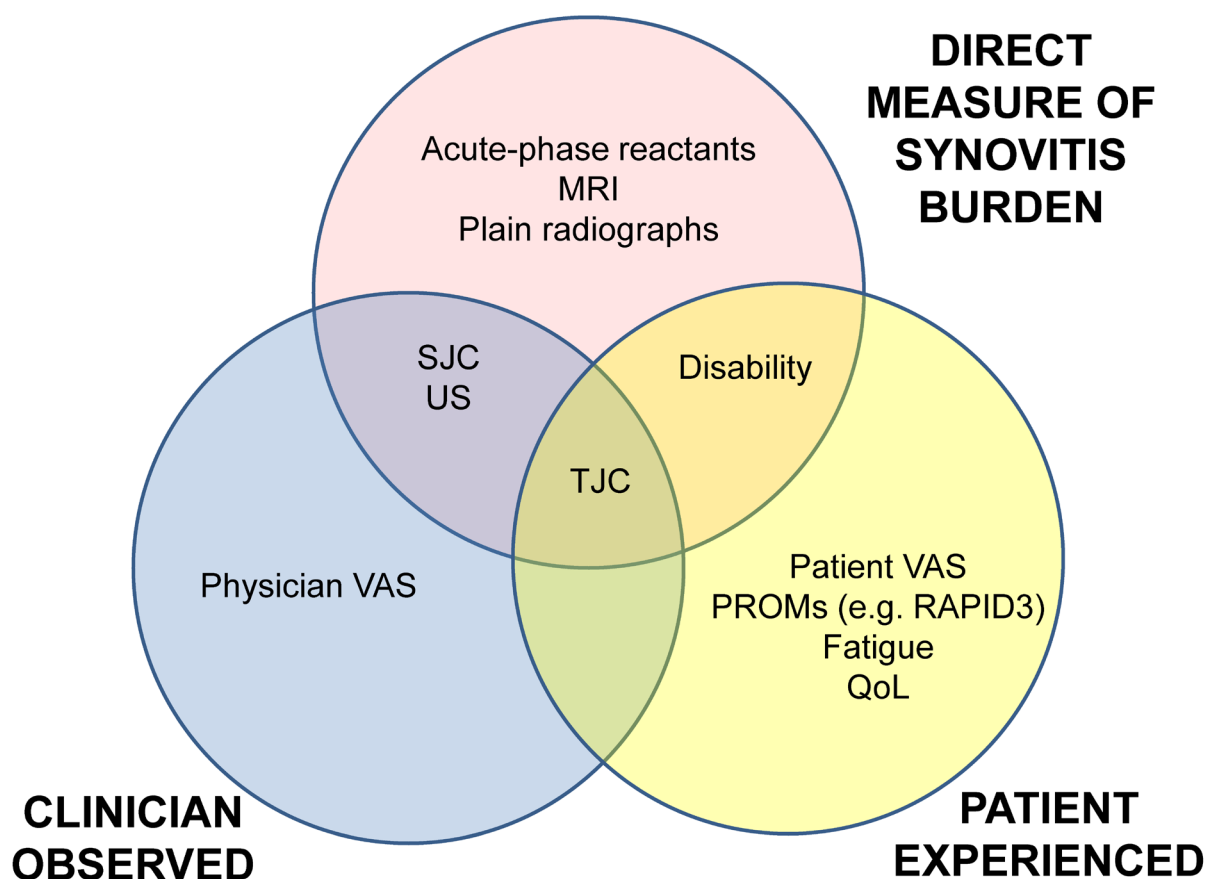 DIRECT
MEASURE OF
SYNOVITIS
BURDEN
Acute-phase reactants
MRI
Plain radiographs
SJC
US
Disability
TJC
Physician VAS
Patient VAS
PROMs (e.g. RAPID3)
Fatigue
QoL
CLINICIAN
OBSERVED
PATIENT
EXPERIENCED